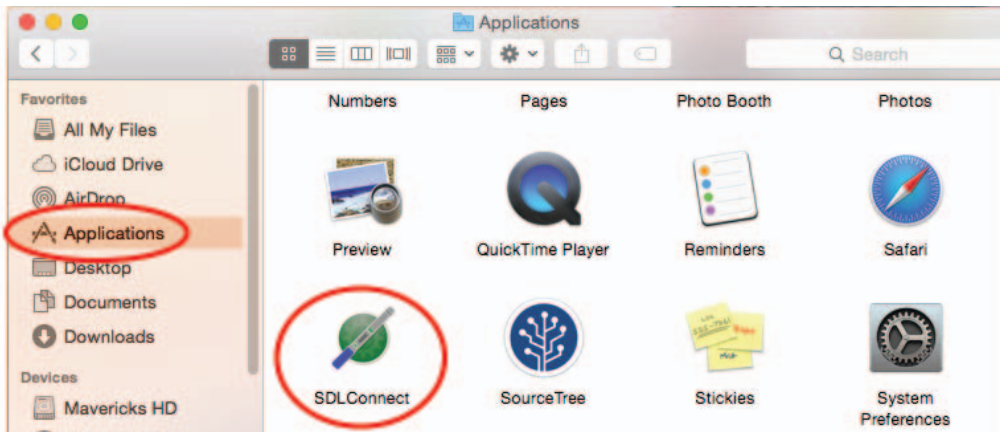 Applications
Search
Favorites
All My Files
iCloud Drive
AirDrop
Applications
Desktop
Documents
Downloads
Devices
Mavericks HD
Numbers Pages Photo Booth Photos
Preview QuickTime Player Reminders Safari
SDLConnect SourceTree Stickies System
Preferences